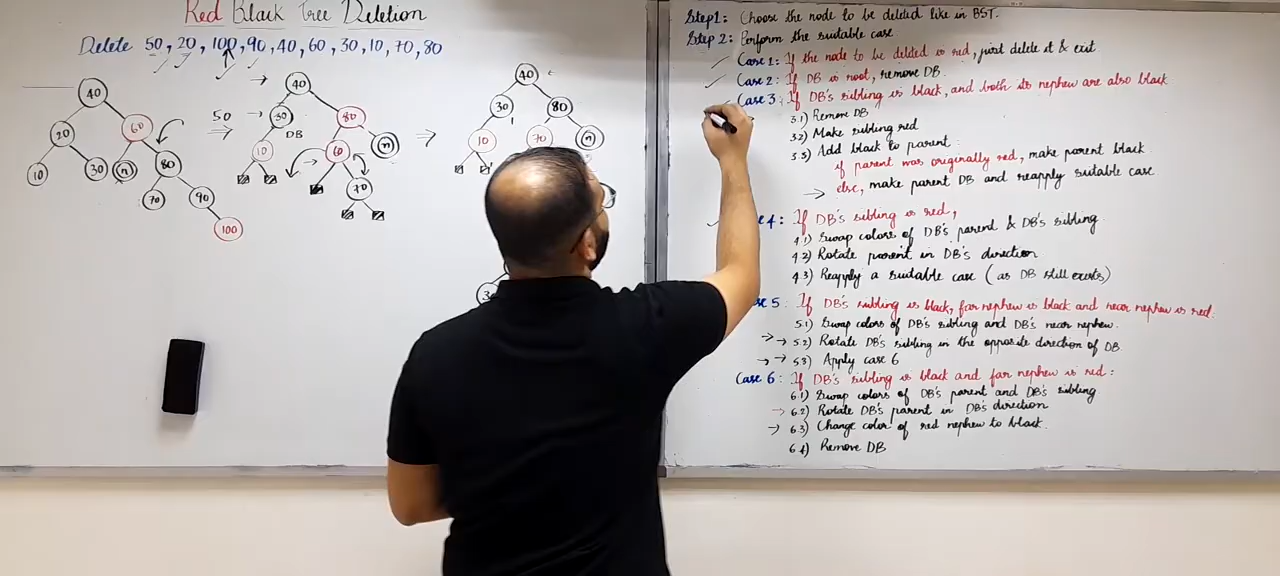 Red Black Tree Deletion
Delete 50, 20, 100, 90, 40, 60, 30, 10, 70, 80
40
20
60
10
30
n
80
70
90
100
50
40
30
DB
80
10
60
n
70
40
30
80
10
70
n
Step1: Choose the node to be deleted like in BST.
Step 2: Perform the suitable case.
Case 1: If the node to be deleted is red, just delete it & exit
Case 2: If DB is root, remove DB.
Case 3: If DB's sibling is black, and both its nephew are also black
3.1) Remove DB
3.2) Make sibling red
3.3) Add black to parent:
if parent was originally red, make parent black.
else, make parent DB and reapply suitable case
4: If DB's sibling is red,
4.1) Swap colors of DB's parent & DB's sibling
4.2) Rotate parent in DB's direction
4.3) Reapply a suitable case (as DB still exists)
5 If DB's sibling is black, far nephew is black and near nephew is red.
5.1) Swap colors of DB's sibling and DB's near nephew.
5.2) Rotate DB's sibling in the opposite direction of DB
5.3) Apply case 6
Case 6: If DB's sibling is black and far nephew is red:
6.1) Swap colors of DB's parent and DB's sibling
6.2) Rotate DB's parent in DB's direction
6.3) Change color of red nephew to black.
6.4) Remove DB